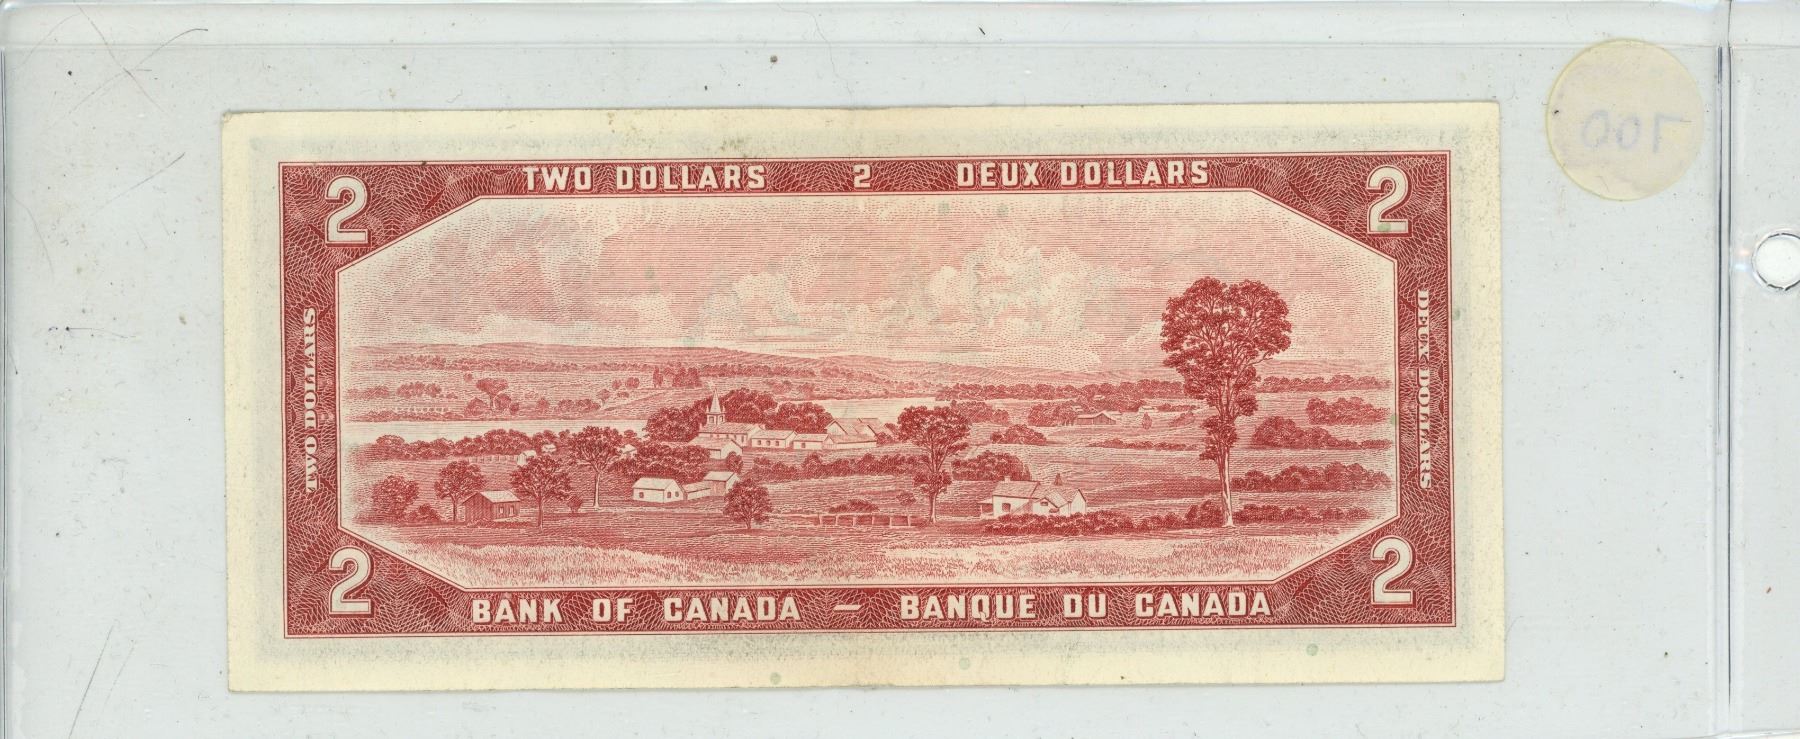 TWO DOLLARS 2 DEUX DOLLARS
2 2
TWO DOLLARS
DEUX DOLLARS
2 2
BANK OF CANADA — BANQUE DU CANADA